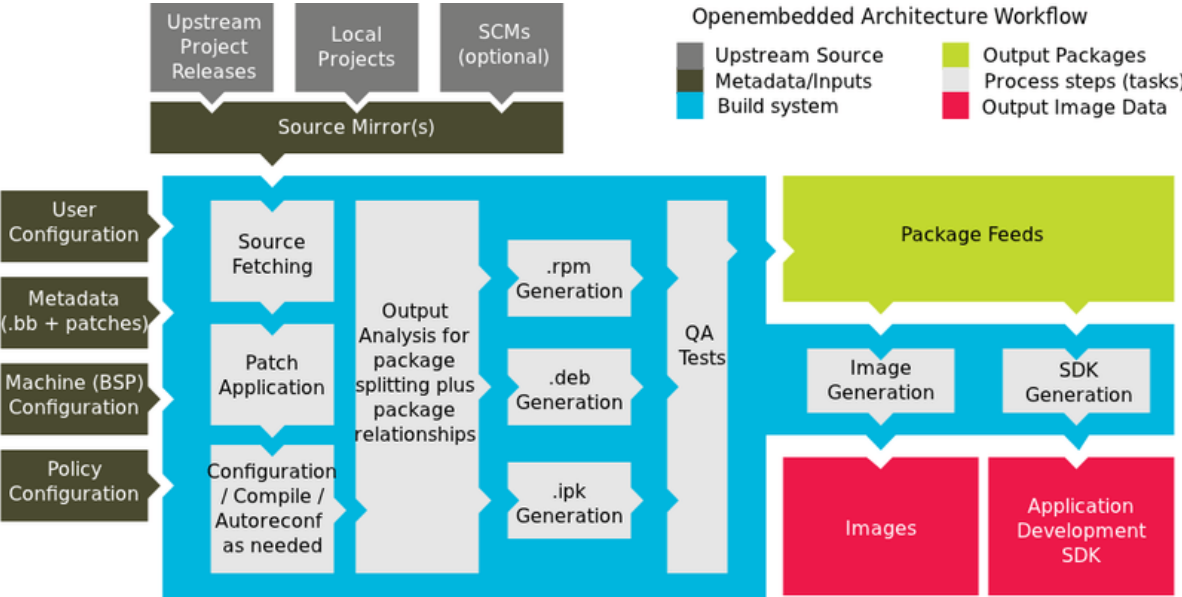 Openembedded Architecture Workflow
Upstream Source
Metadata/Inputs
Build system
Output Packages
Process steps (tasks)
Output Image Data
Upstream
Project
Releases
Local
Projects
SCMs
(optional)
Source Mirror(s)
User
Configuration
Metadata
(.bb + patches)
Machine (BSP)
Configuration
Policy
Configuration
Source
Fetching
Patch
Application
Configuration
/ Compile /
Autoreconf
as needed
Output
Analysis for
package
splitting plus
package
relationships
.rpm
Generation
.deb
Generation
.ipk
Generation
QA
Tests
Package Feeds
Image
Generation
SDK
Generation
Images
Application
Development
SDK